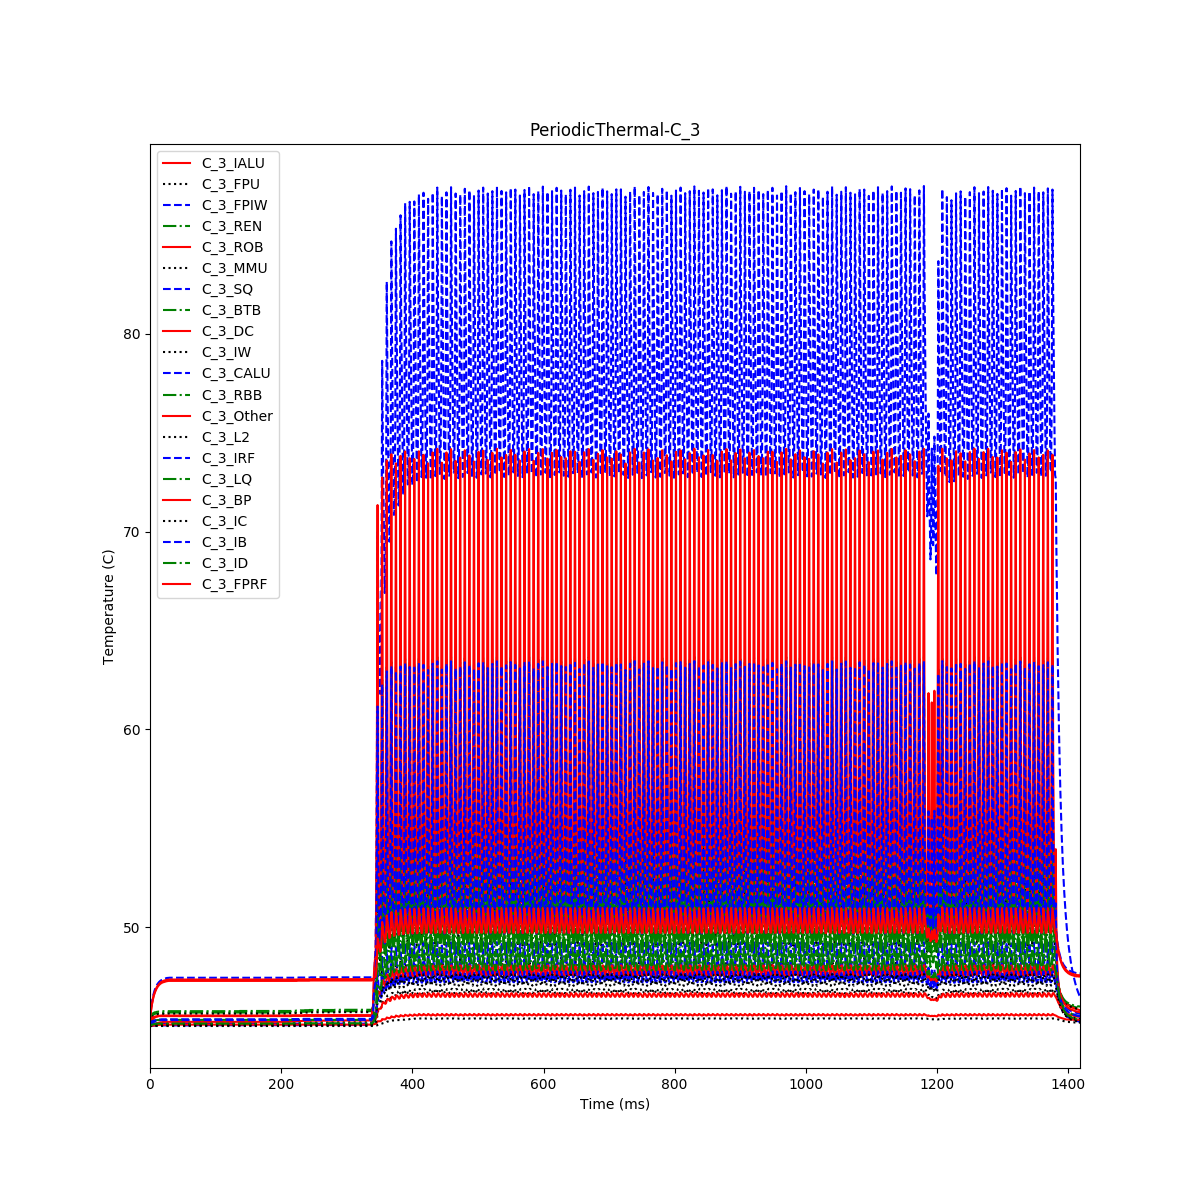 PeriodicThermal-C_3
C_3_IALU
C_3_FPU
C_3_FPIW
C_3_REN
C_3_ROB
C_3_MMU
C_3_SQ
C_3_BTB
C_3_DC
C_3_IW
C_3_CALU
C_3_RBB
C_3_Other
C_3_L2
C_3_IRF
C_3_LQ
C_3_BP
C_3_IC
C_3_IB
C_3_ID
C_3_FPRF
Temperature (C)
80
70
60
50
0 200 400 600 800 1000 1200 1400
Time (ms)